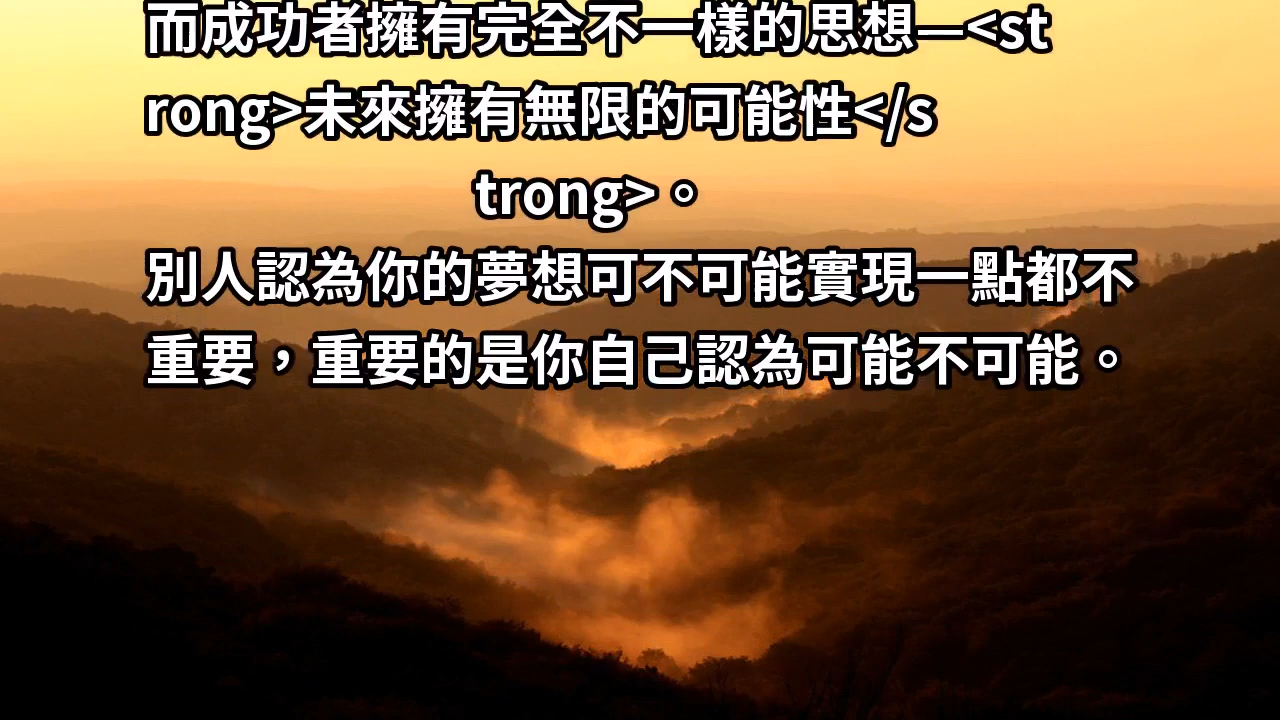 而成功者擁有完全不一樣的思想—<st
rong>未來擁有無限的可能性</s
trong>。
別人認為你的夢想可不可能實現一點都不
重要，重要的是你自己認為可能不可能。